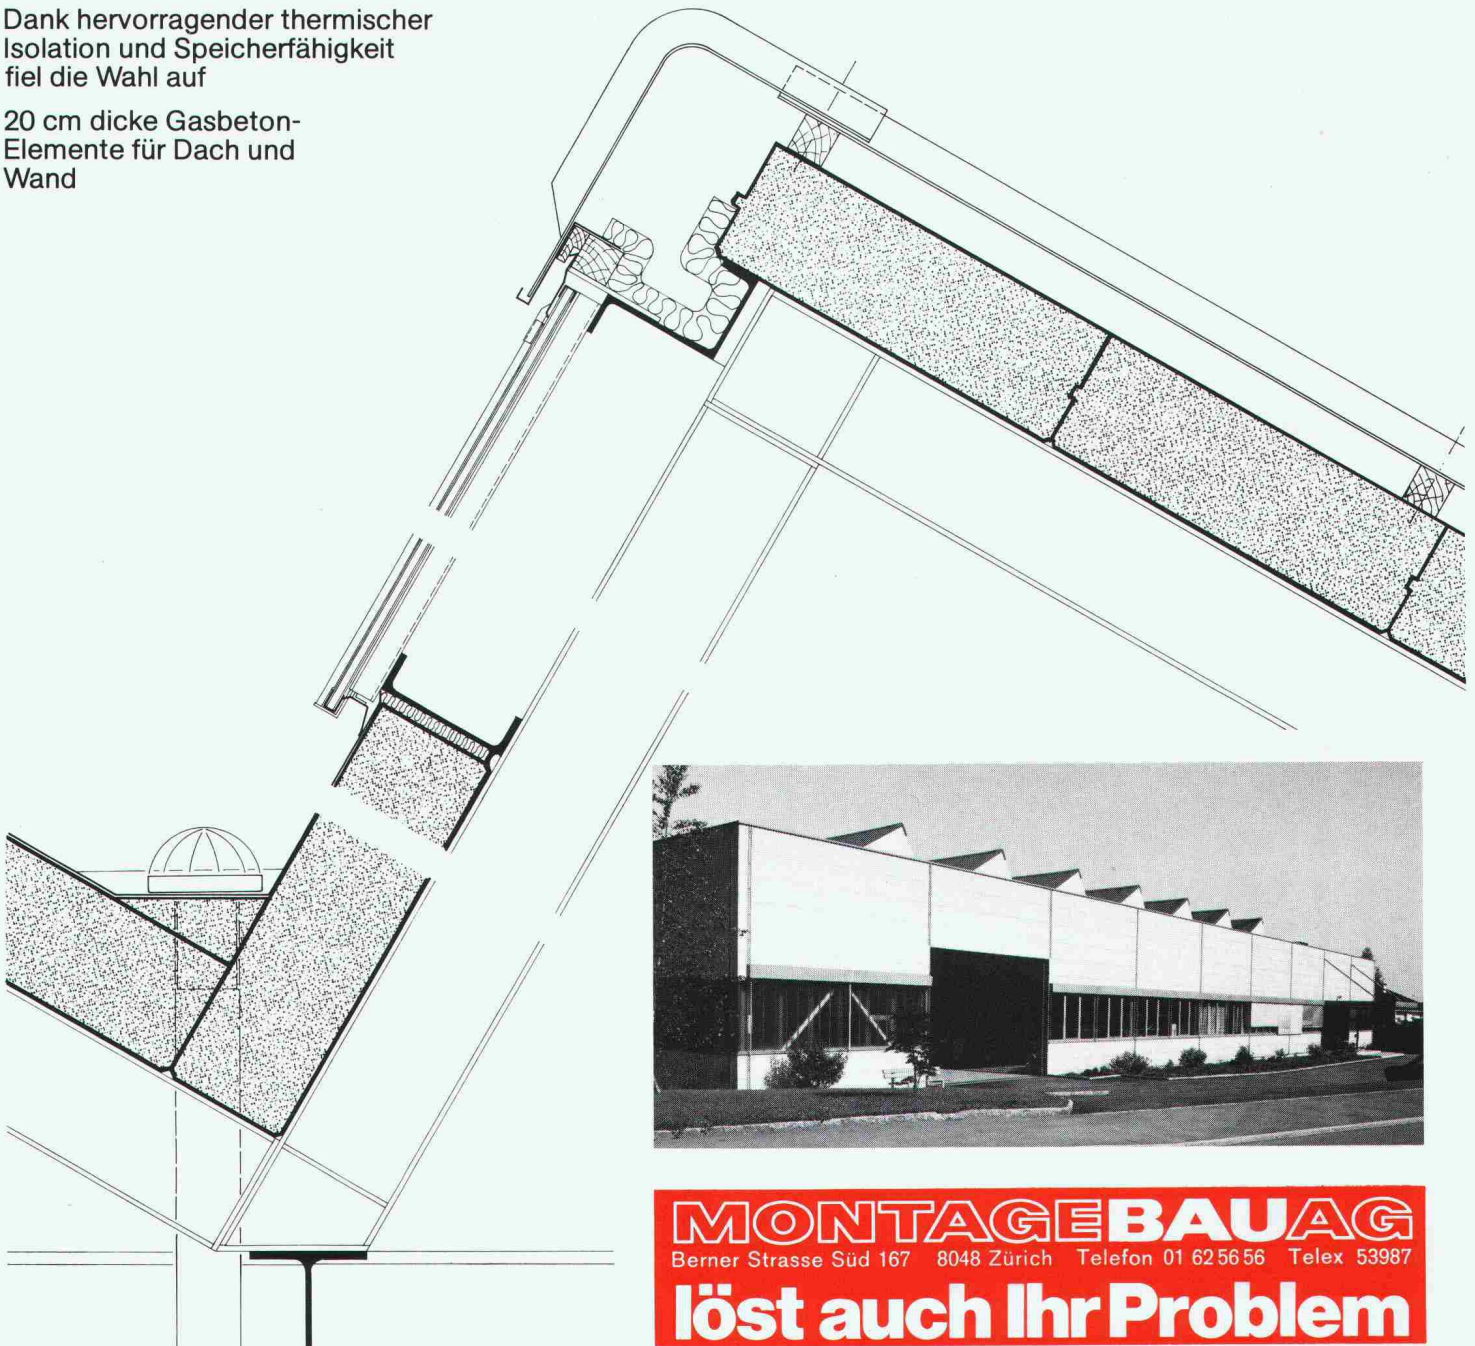 Dank hervorragender thermischer
Isolation und Speicherfähigkeit
fiel die Wahl auf
20 cm dicke Gasbeton-
Elemente für Dach und
Wand
MONTAGEBAUAG
Berner Strasse Süd 167 8048 Zürich Telefon 01 62 56 56 Telex 53987
löst auch Ihr Problem